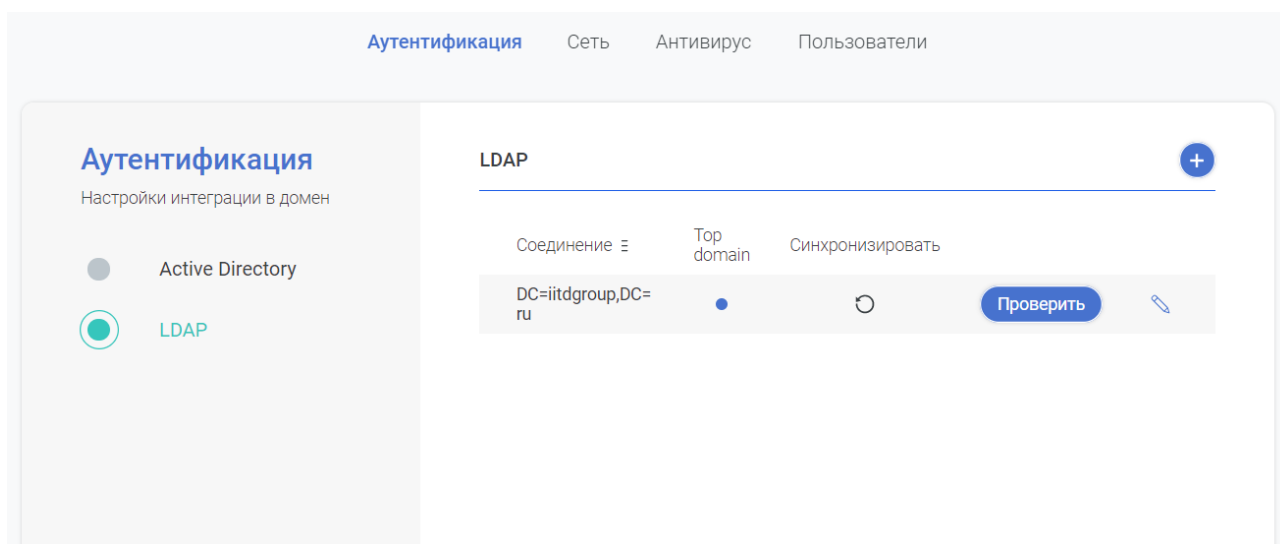 Аутентификация Сеть Антивирус Пользователи
Аутентификация
Настройки интеграции в домен
Active Directory
LDAP
LDAP
Соединение Top domain Синхронизировать
DC=iitdgroup,DC=
ru
Проверить